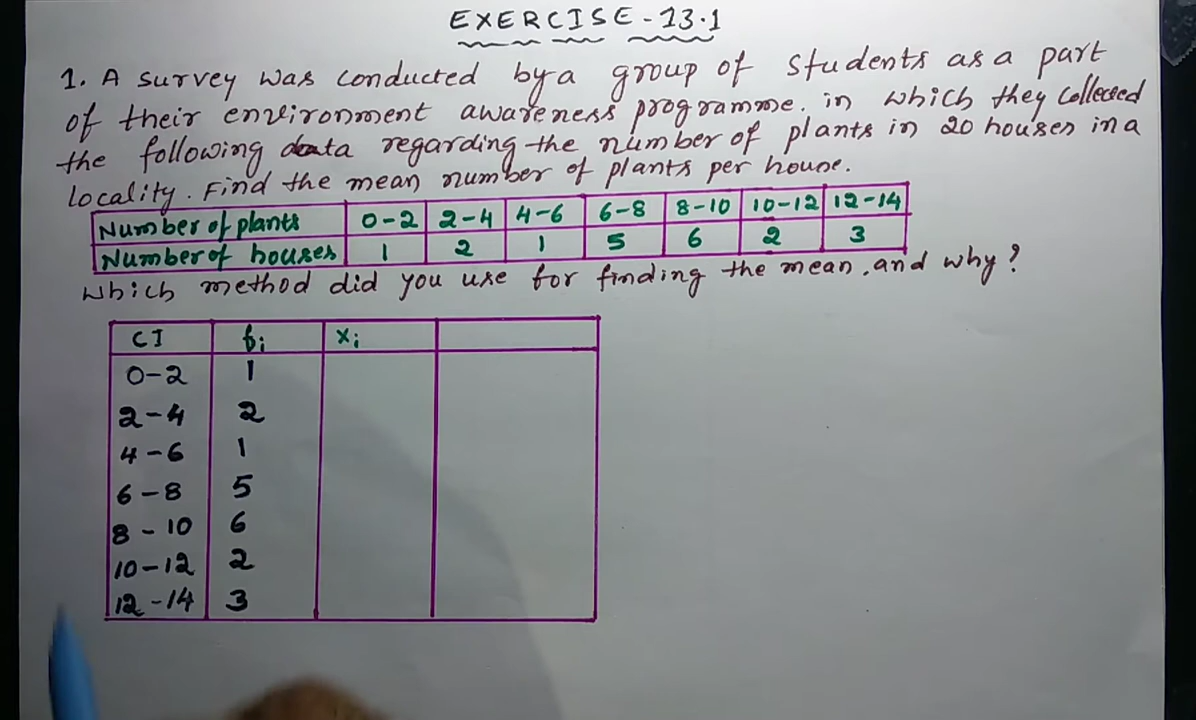 EXERCISE-13.1
1. A survey was conducted by a group of students as a part
of their environment awareness programme. in which they collected
the following data regarding the number of plants in 20 houses in a
locality. Find the mean number of plants per house.
Number of plants 0-2 2-4 4-6 6-8 8-10 10-12 12-14
Number of houses 1 2 1 5 6 2 3
Which method did you use for finding the mean, and why?
CI fi xi
0-2 1
2-4 2
4-6 1
6-8 5
8-10 6
10-12 2
12-14 3